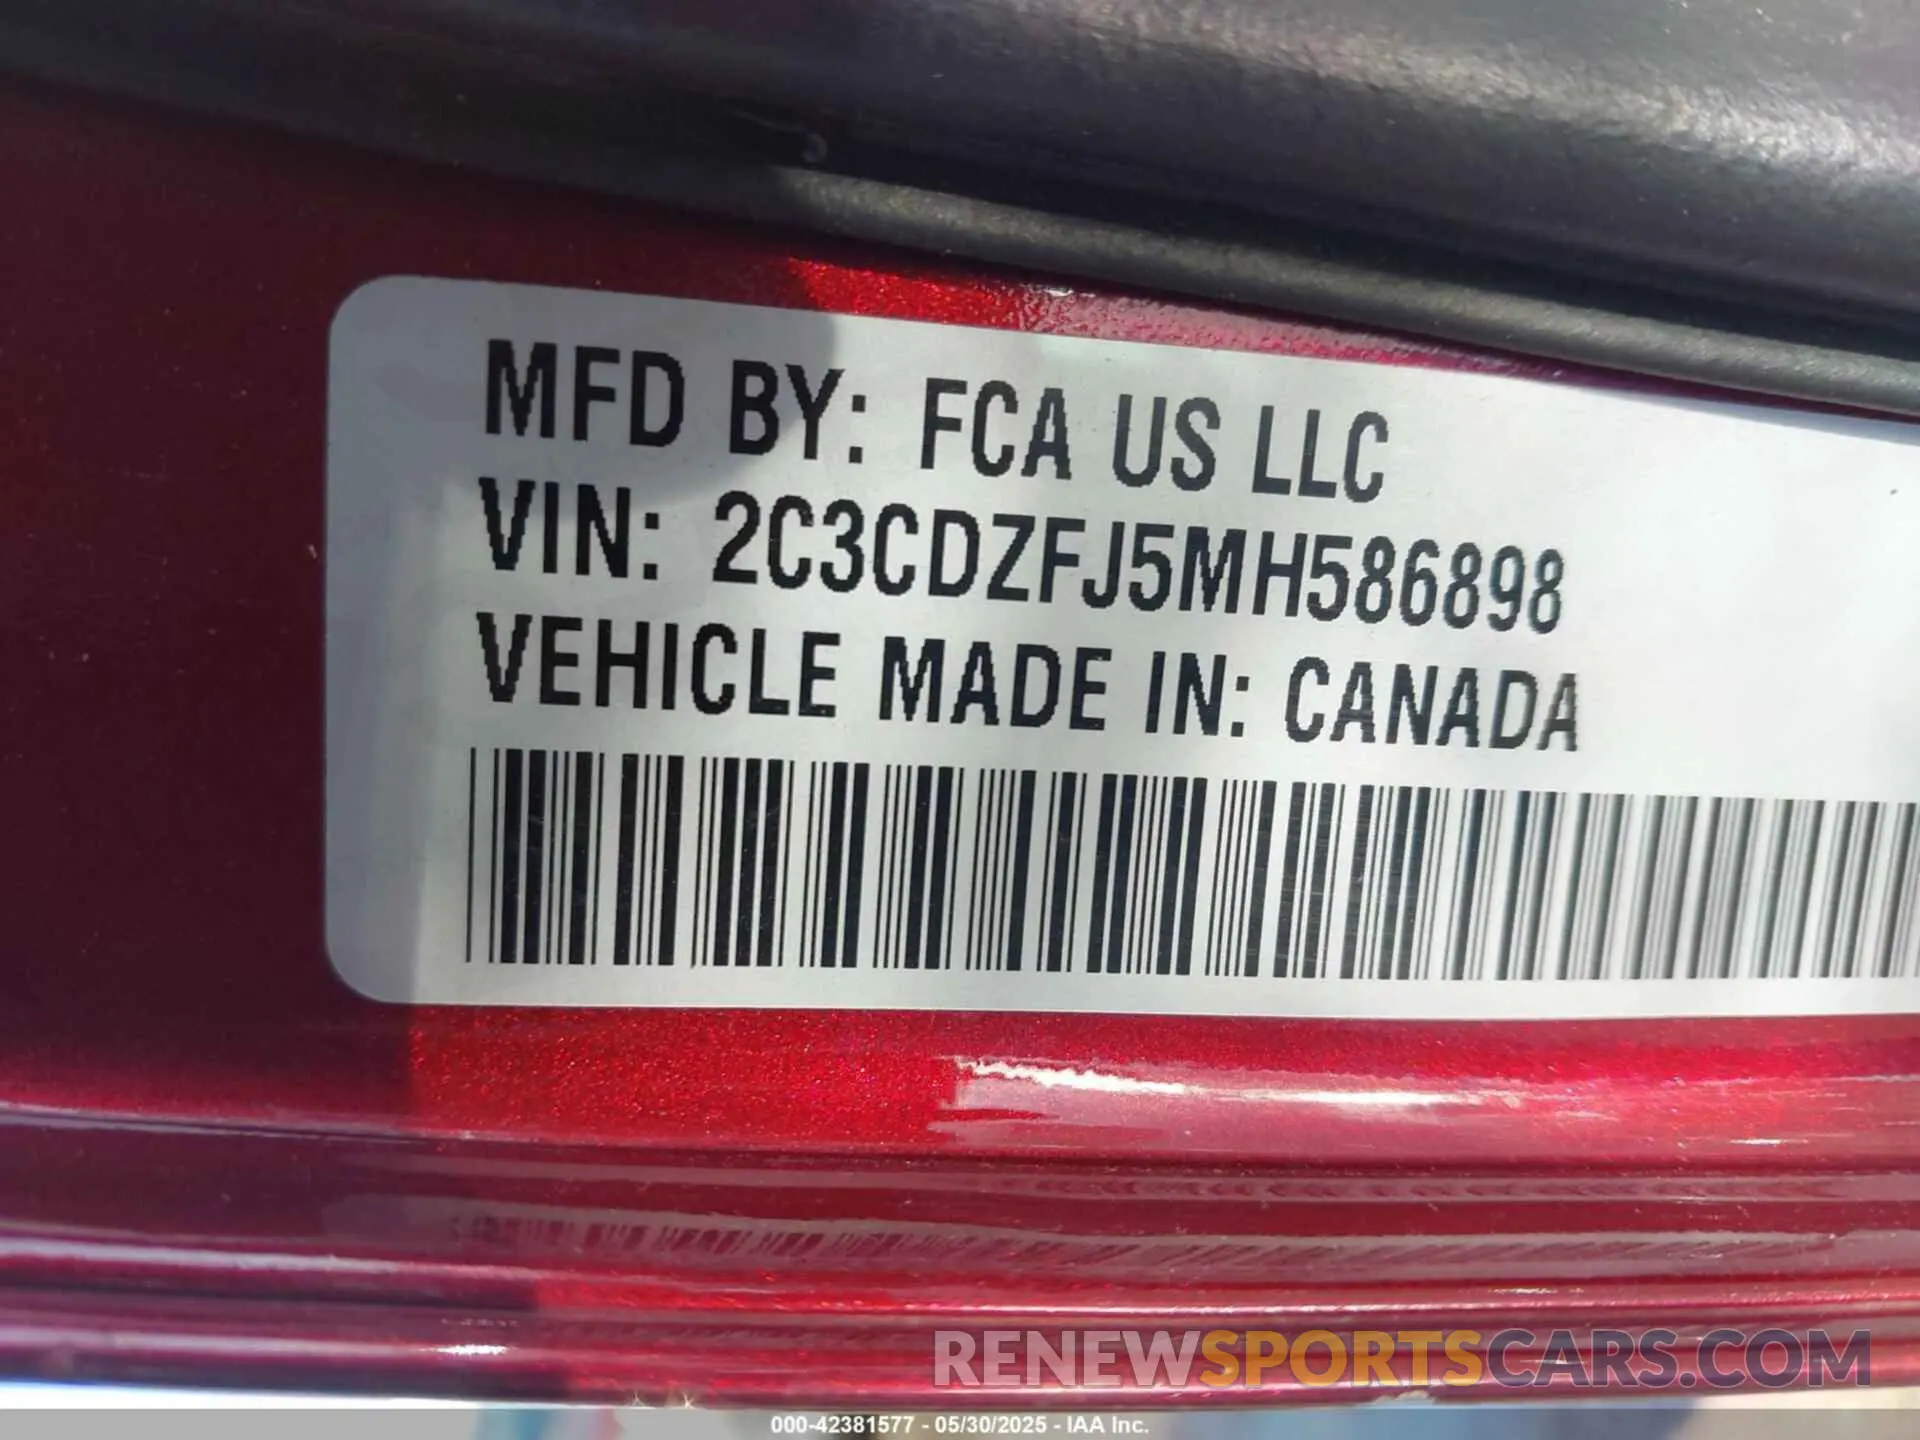 MFD BY: FCA US LLC
VIN: 2C3CDZFJ5MH586898
VEHICLE MADE IN: CANADA
RENEWSPORTSCARS.COM
000-42381577 - 05/30/2025 - IAA Inc.